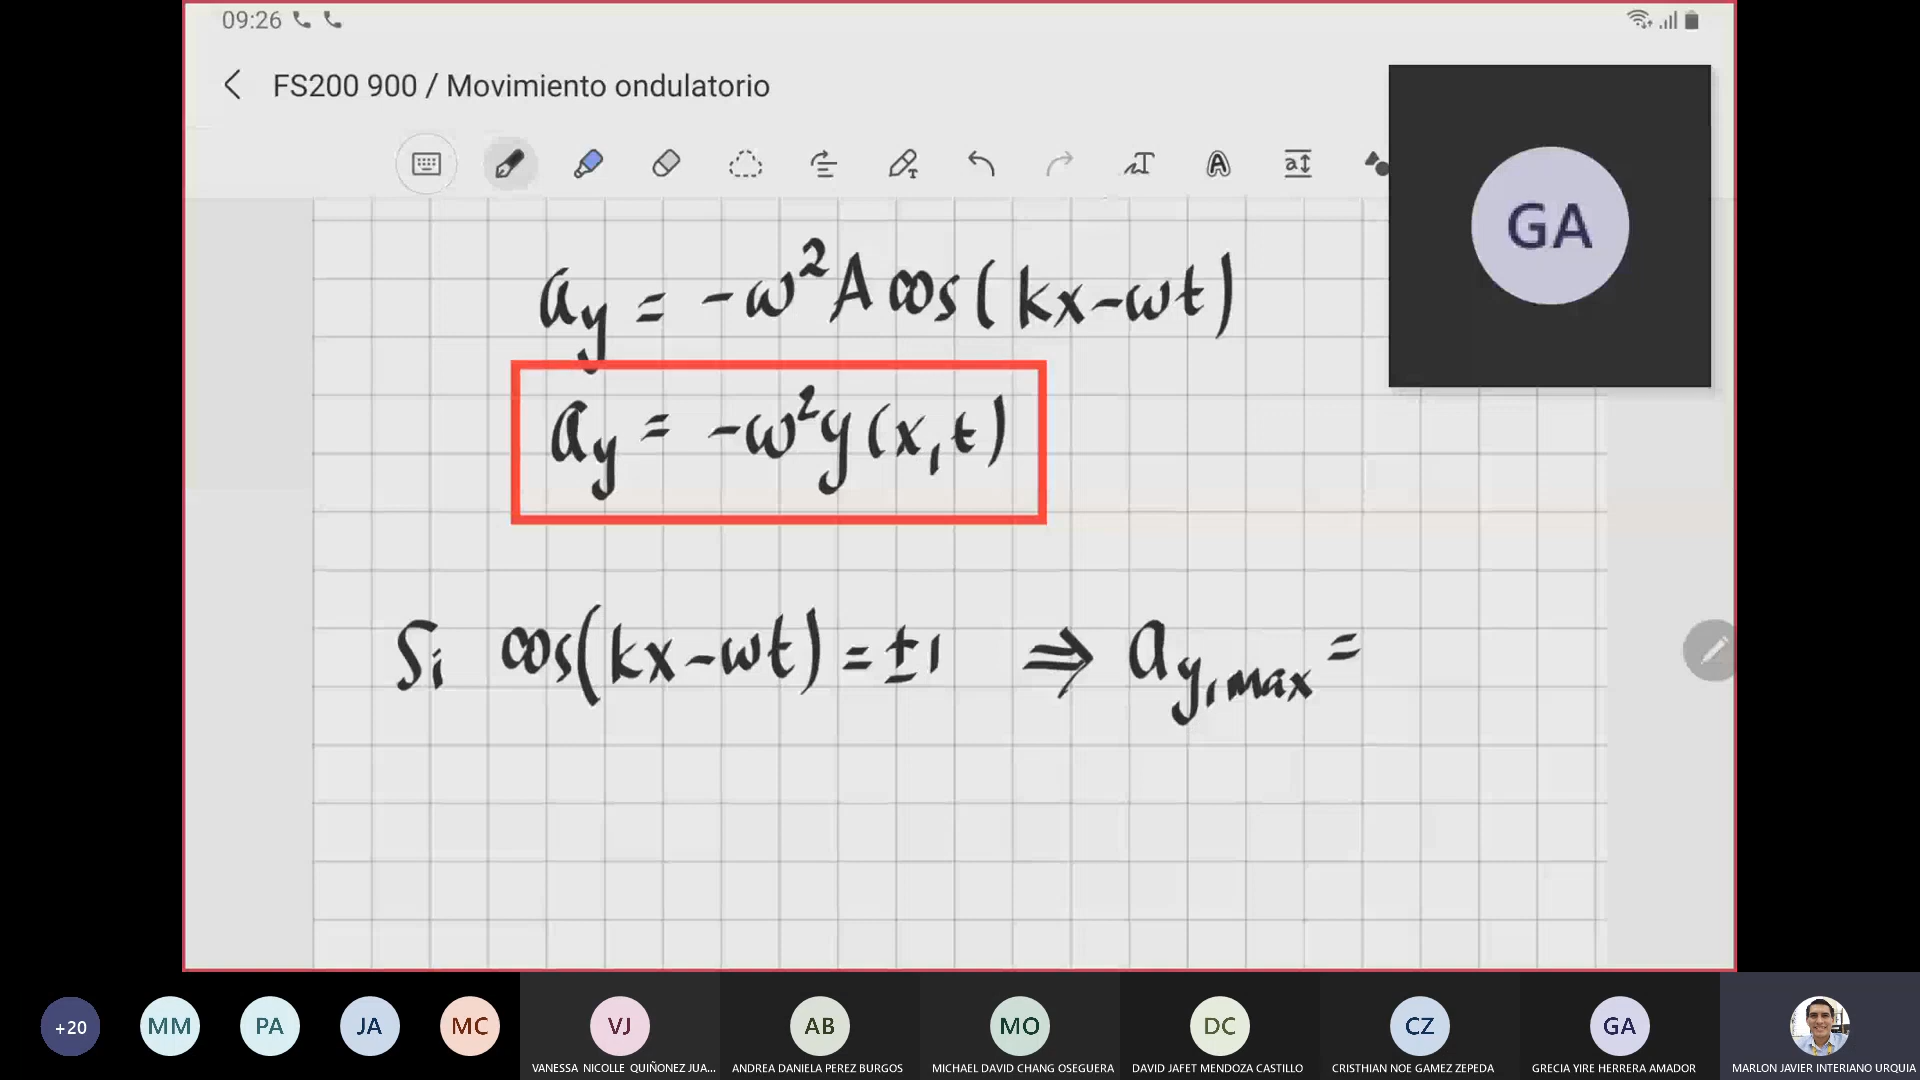 09:26
FS200 900 / Movimiento ondulatorio
GA
a_y = -ω²A cos(kx-ωt)
a_y = -ω²y(x,t)
Si cos(kx-ωt) = ±1 ⇒ a_y,max =
+20
MM
PA
JA
MC
VJ
AB
MO
DC
CZ
GA
VANESSA NICOLLE QUIÑONEZ JUA...
ANDREA DANIELA PEREZ BURGOS
MICHAEL DAVID CHANG OSEGUERA
DAVID JAFET MENDOZA CASTILLO
CRISTHIAN NOE GAMEZ ZEPEDA
GRECIA YIRE HERRERA AMADOR
MARLON JAVIER INTERIANO URQUIA